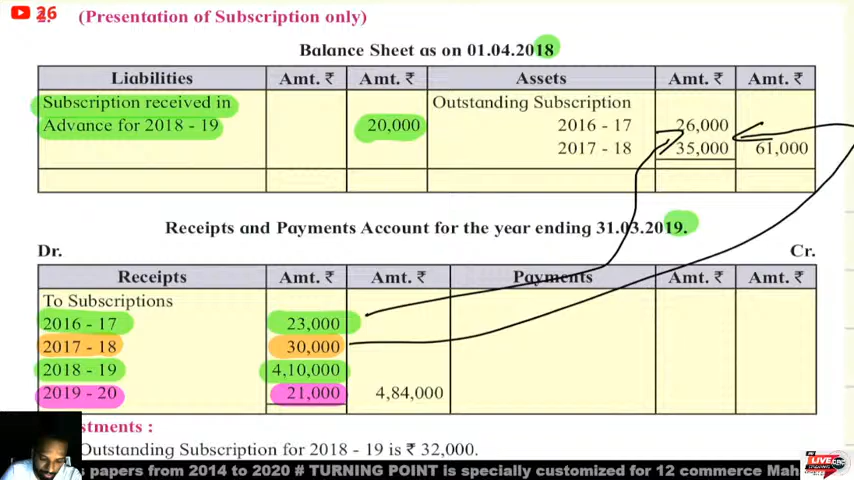 26
2. (Presentation of Subscription only)
Balance Sheet as on 01.04.2018
Liabilities Amt. ₹ Amt. ₹ Assets Amt. ₹ Amt. ₹
Subscription received in Outstanding Subscription
Advance for 2018 - 19 20,000 2016 - 17 26,000
2017 - 18 35,000 61,000
Receipts and Payments Account for the year ending 31.03.2019.
Dr. Cr.
Receipts Amt. ₹ Amt. ₹ Payments Amt. ₹ Amt. ₹
To Subscriptions
2016 - 17 23,000
2017 - 18 30,000
2018 - 19 4,10,000
2019 - 20 21,000 4,84,000
stments :
Outstanding Subscription for 2018 - 19 is ₹ 32,000.
s papers from 2014 to 2020 # TURNING POINT is specially customized for 12 commerce Mah
LIVE